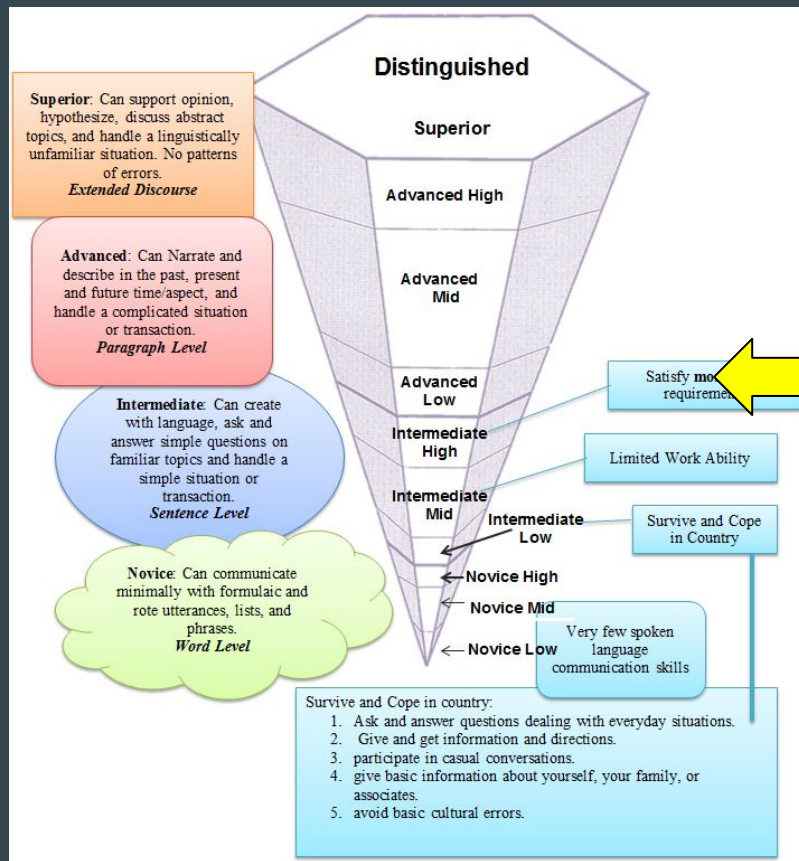 Distinguished
Superior
Advanced High
Advanced
Mid
Advanced
Low
Intermediate
High
Intermediate
Mid
Intermediate
Low
Novice High
Novice Mid
Novice Low
Superior: Can support opinion,
hypothesize, discuss abstract
topics, and handle a linguistically
unfamiliar situation. No patterns
of errors.
Extended Discourse
Advanced: Can Narrate and
describe in the past, present
and future time/aspect, and
handle a complicated situation
or transaction.
Paragraph Level
Intermediate: Can create
with language, ask and
answer simple questions on
familiar topics and handle a
simple situation or
transaction.
Sentence Level
Novice: Can communicate
minimally with formulaic and
rote utterances, lists, and
phrases.
Word Level
Satisfy
Limited Work Ability
Survive and Cope
in Country
Very few spoken
language
communication skills
Survive and Cope in country:
1. Ask and answer questions dealing with everyday situations.
2. Give and get information and directions.
3. participate in casual conversations.
4. give basic information about yourself, your family, or
associates.
5. avoid basic cultural errors.